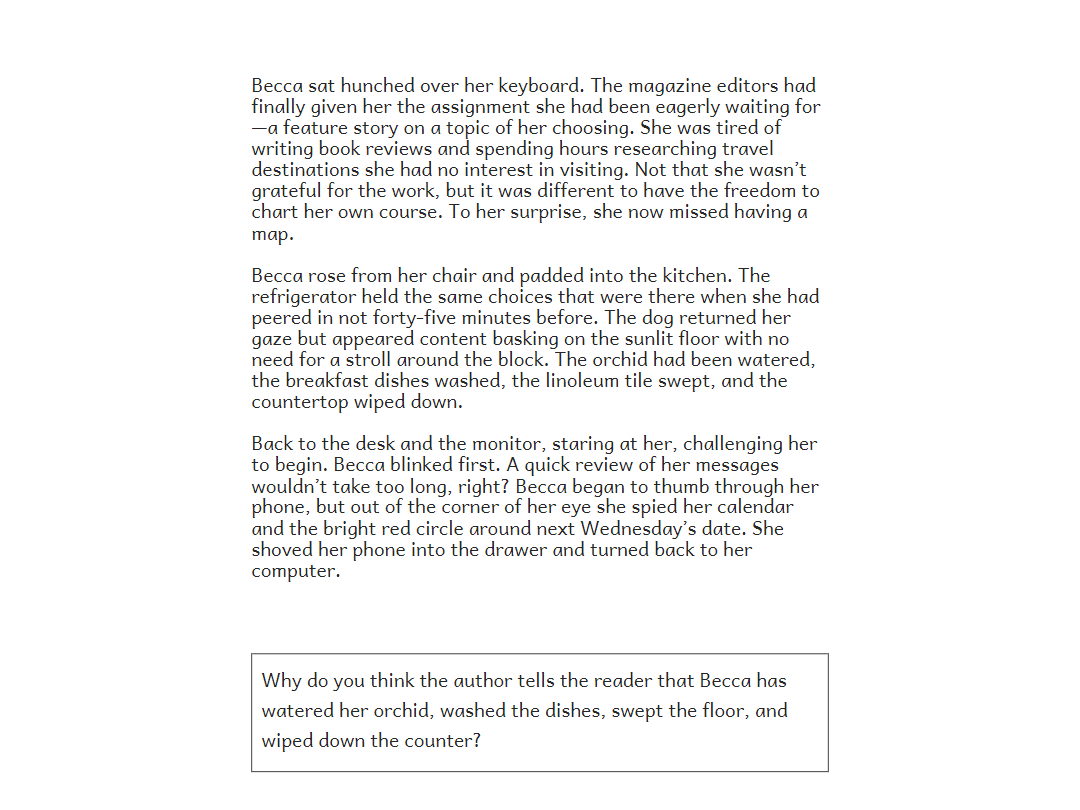 Becca sat hunched over her keyboard. The magazine editors had
finally given her the assignment she had been eagerly waiting for
—a feature story on a topic of her choosing. She was tired of
writing book reviews and spending hours researching travel
destinations she had no interest in visiting. Not that she wasn’t
grateful for the work, but it was different to have the freedom to
chart her own course. To her surprise, she now missed having a
map.
Becca rose from her chair and padded into the kitchen. The
refrigerator held the same choices that were there when she had
peered in not forty-five minutes before. The dog returned her
gaze but appeared content basking on the sunlit floor with no
need for a stroll around the block. The orchid had been watered,
the breakfast dishes washed, the linoleum tile swept, and the
countertop wiped down.
Back to the desk and the monitor, staring at her, challenging her
to begin. Becca blinked first. A quick review of her messages
wouldn’t take too long, right? Becca began to thumb through her
phone, but out of the corner of her eye she spied her calendar
and the bright red circle around next Wednesday’s date. She
shoved her phone into the drawer and turned back to her
computer.
Why do you think the author tells the reader that Becca has
watered her orchid, washed the dishes, swept the floor, and
wiped down the counter?